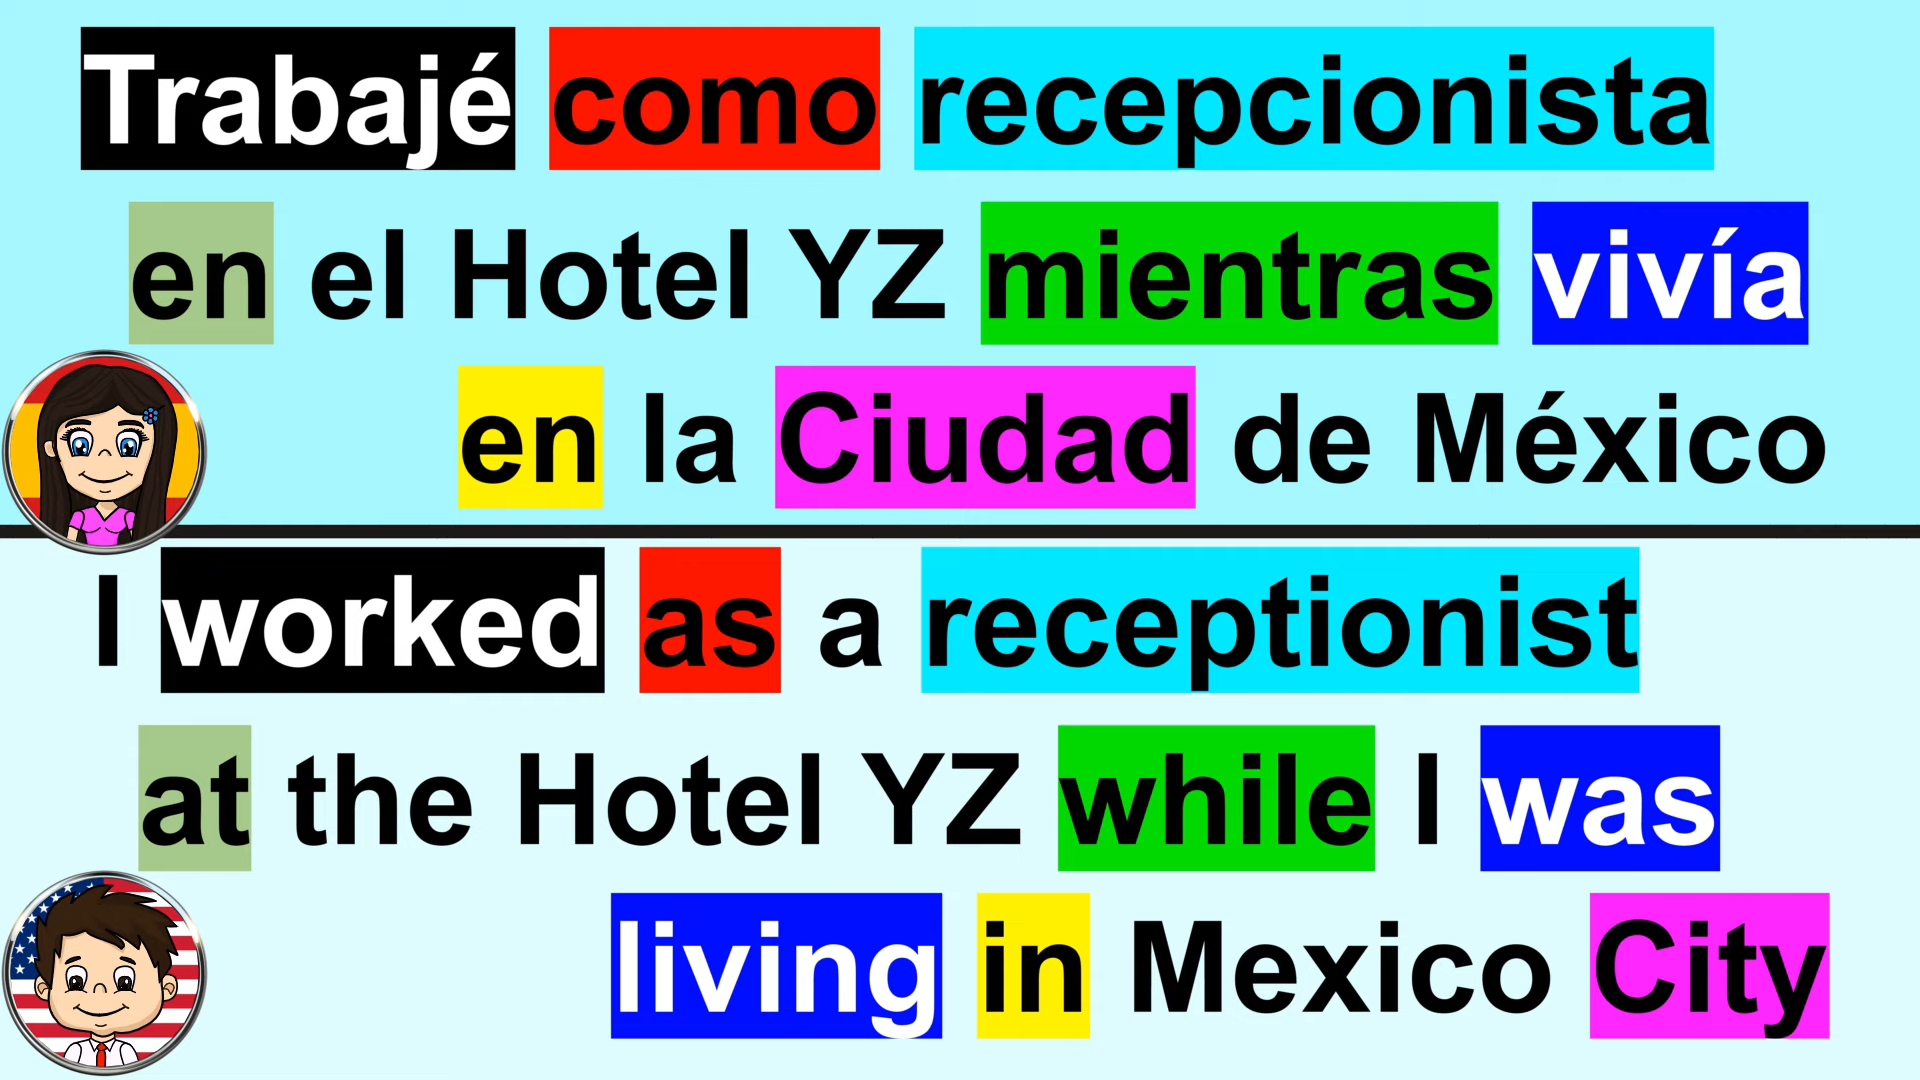 Trabajé como recepcionista
en el Hotel YZ mientras vivía
en la Ciudad de México
I worked as a receptionist
at the Hotel YZ while I was
living in Mexico City